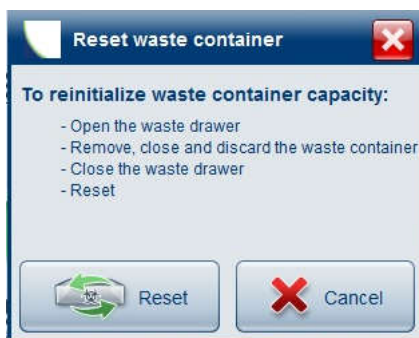 Reset waste container
To reinitialize waste container capacity:
- Open the waste drawer
- Remove, close and discard the waste container
- Close the waste drawer
- Reset
Reset
Cancel